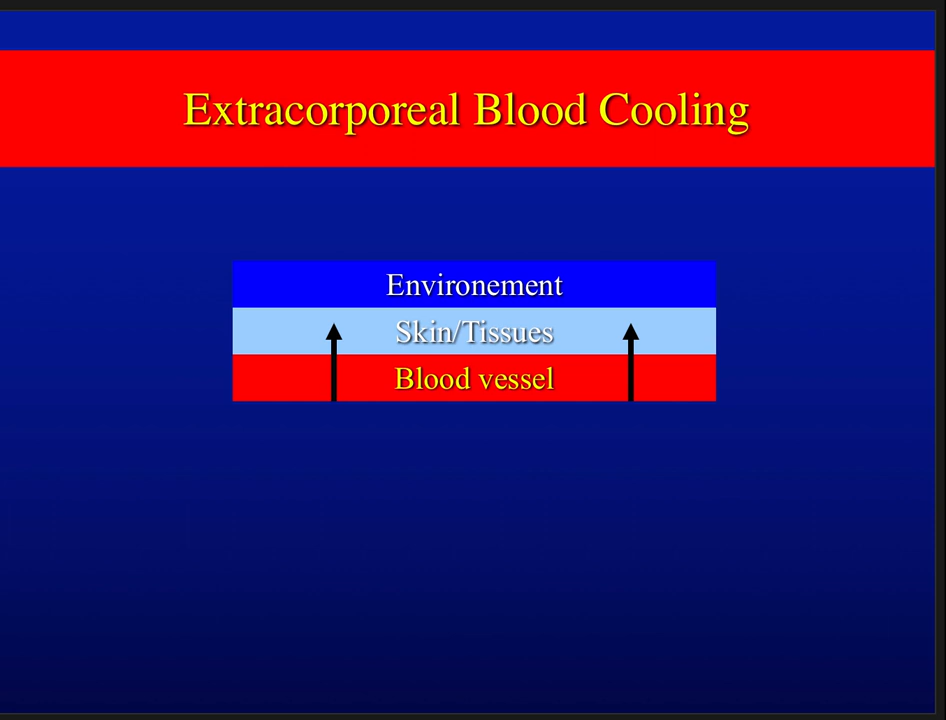 Extracorporeal Blood Cooling
Environement
Skin/Tissues
Blood vessel